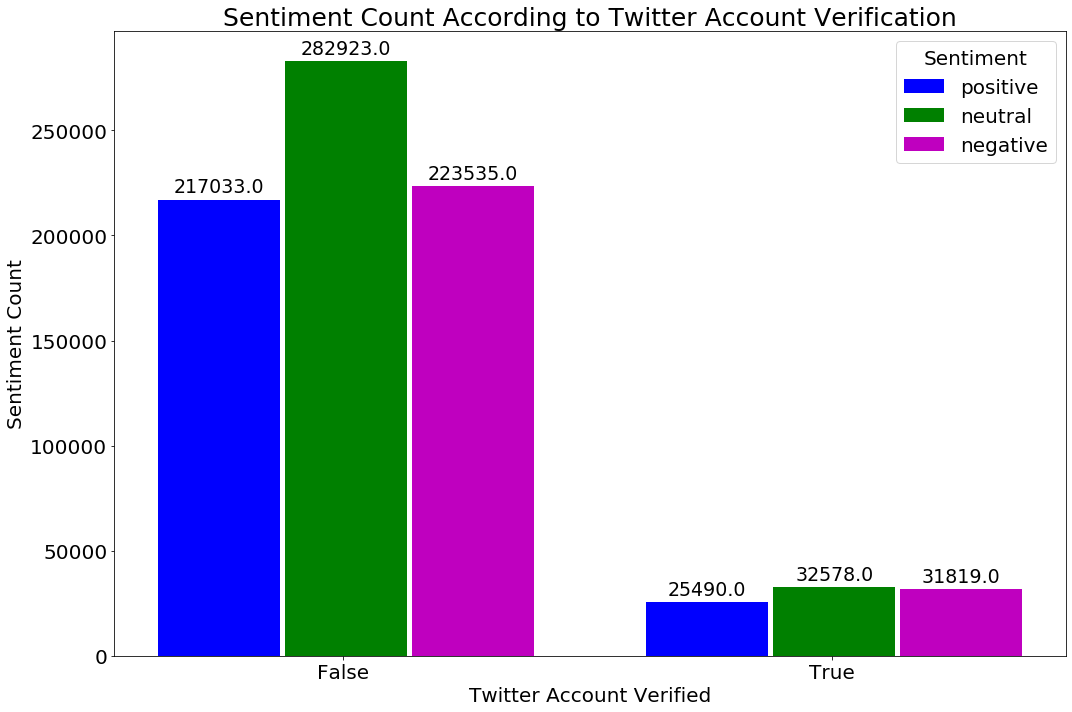 Sentiment Count According to Twitter Account Verification
Sentiment
positive
neutral
negative
282923.0
217033.0
223535.0
25490.0
32578.0
31819.0
250000
200000
150000
100000
50000
0
Sentiment Count
False
True
Twitter Account Verified